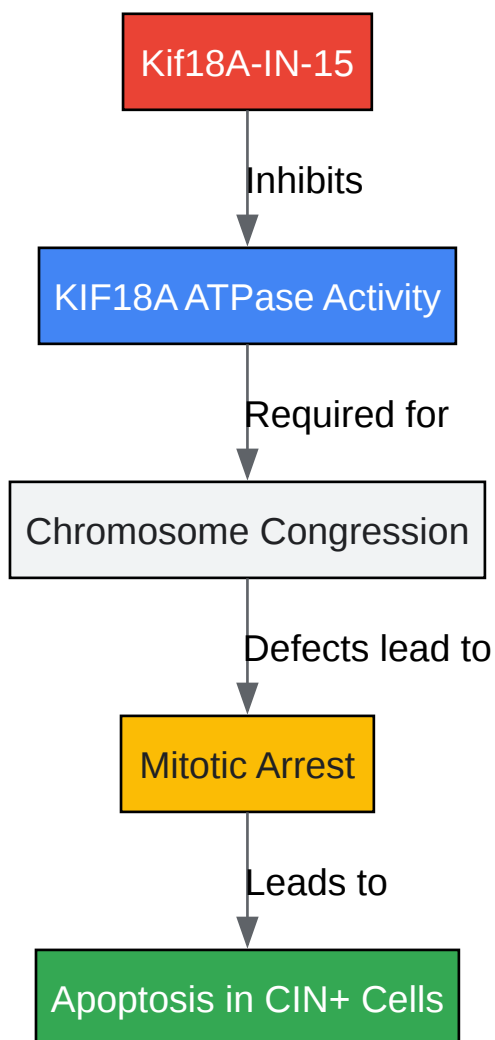 Kif18A-IN-15
Inhibits
KIF18A ATPase Activity
Required for
Chromosome Congression
Defects lead to
Mitotic Arrest
Leads to
Apoptosis in CIN+ Cells